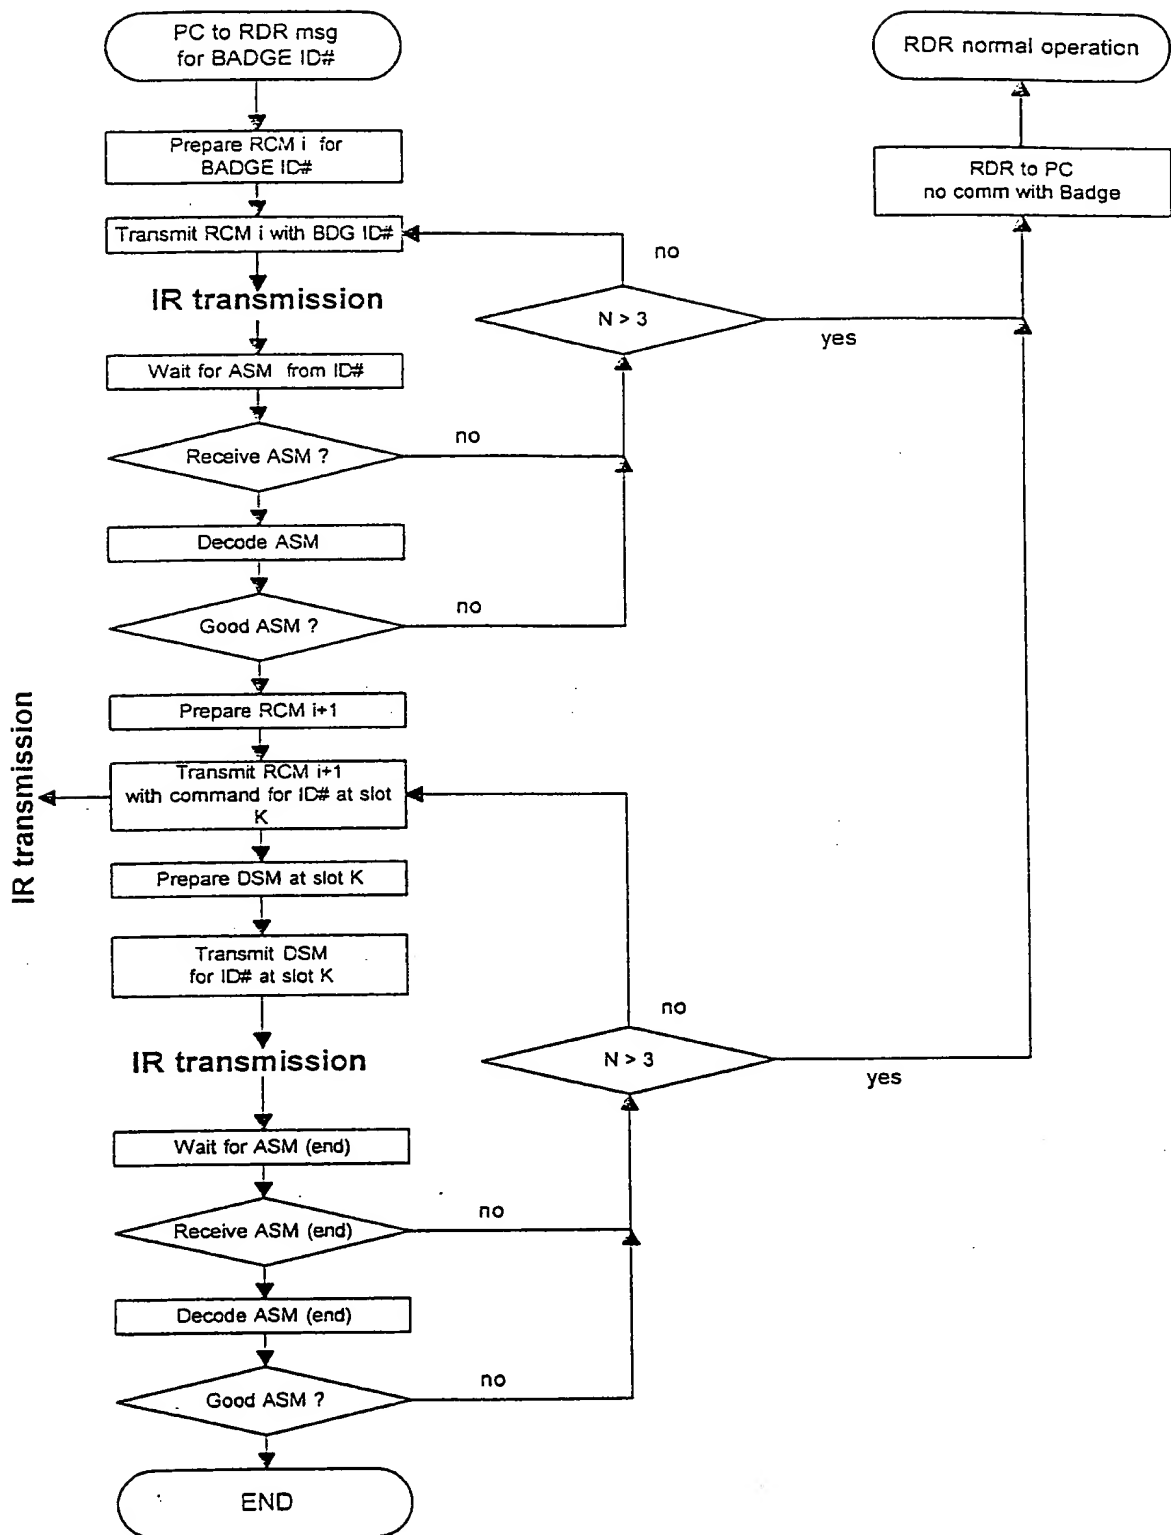 PC to RDR msg
for BADGE ID#
RDR normal operation
Prepare RCM i for
BADGE ID#
RDR to PC
no comm with Badge
Transmit RCM i with BDG ID#
no
IR transmission
N > 3
yes
Wait for ASM from ID#
no
Receive ASM ?
Decode ASM
no
Good ASM ?
Prepare RCM i+1
IR transmission
Transmit RCM i+1
with command for ID# at slot
K
Prepare DSM at slot K
Transmit DSM
for ID# at slot K
no
IR transmission
N > 3
yes
Wait for ASM (end)
no
Receive ASM (end)
Decode ASM (end)
no
Good ASM ?
END